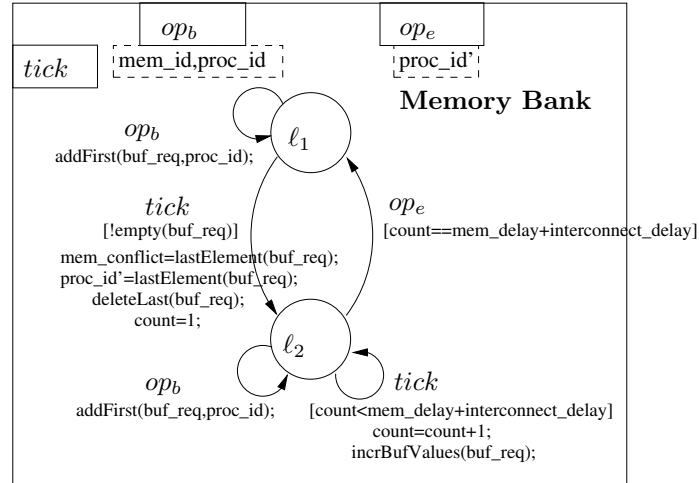 op_b
op_e
mem_id,proc_id
proc_id’
tick
Memory Bank
op_b
addFirst(buf_req,proc_id);
ℓ_1
tick
[!empty(buf_req)]
mem_conflict=lastElement(buf_req);
proc_id’=lastElement(buf_req);
deleteLast(buf_req);
count=1;
op_e
[count==mem_delay+interconnect_delay]
ℓ_2
op_b
addFirst(buf_req,proc_id);
tick
[count<mem_delay+interconnect_delay]
count=count+1;
incrBufValues(buf_req);